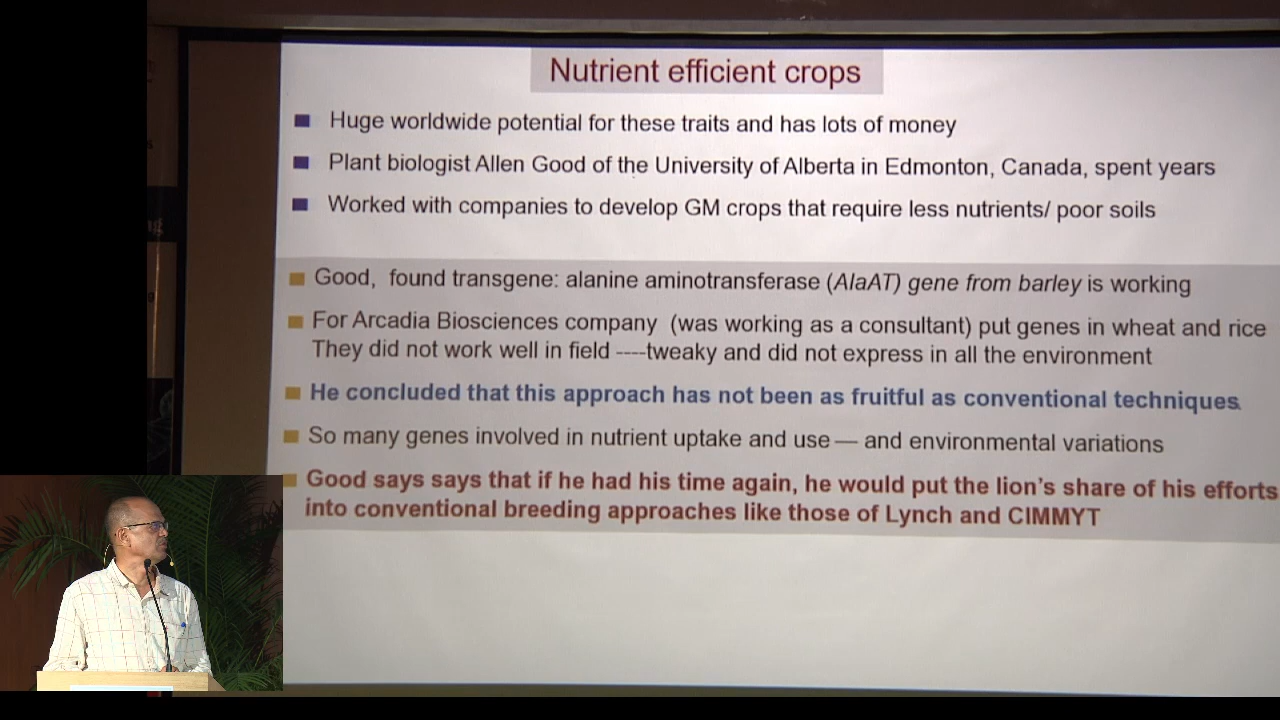 Nutrient efficient crops
Huge worldwide potential for these traits and has lots of money
Plant biologist Allen Good of the University of Alberta in Edmonton, Canada, spent years
Worked with companies to develop GM crops that require less nutrients/ poor soils
Good, found transgene: alanine aminotransferase (AlaAT) gene from barley is working
For Arcadia Biosciences company (was working as a consultant) put genes in wheat and rice
They did not work well in field ----tweaky and did not express in all the environment
He concluded that this approach has not been as fruitful as conventional techniques.
So many genes involved in nutrient uptake and use — and environmental variations
Good says says that if he had his time again, he would put the lion's share of his efforts
into conventional breeding approaches like those of Lynch and CIMMYT